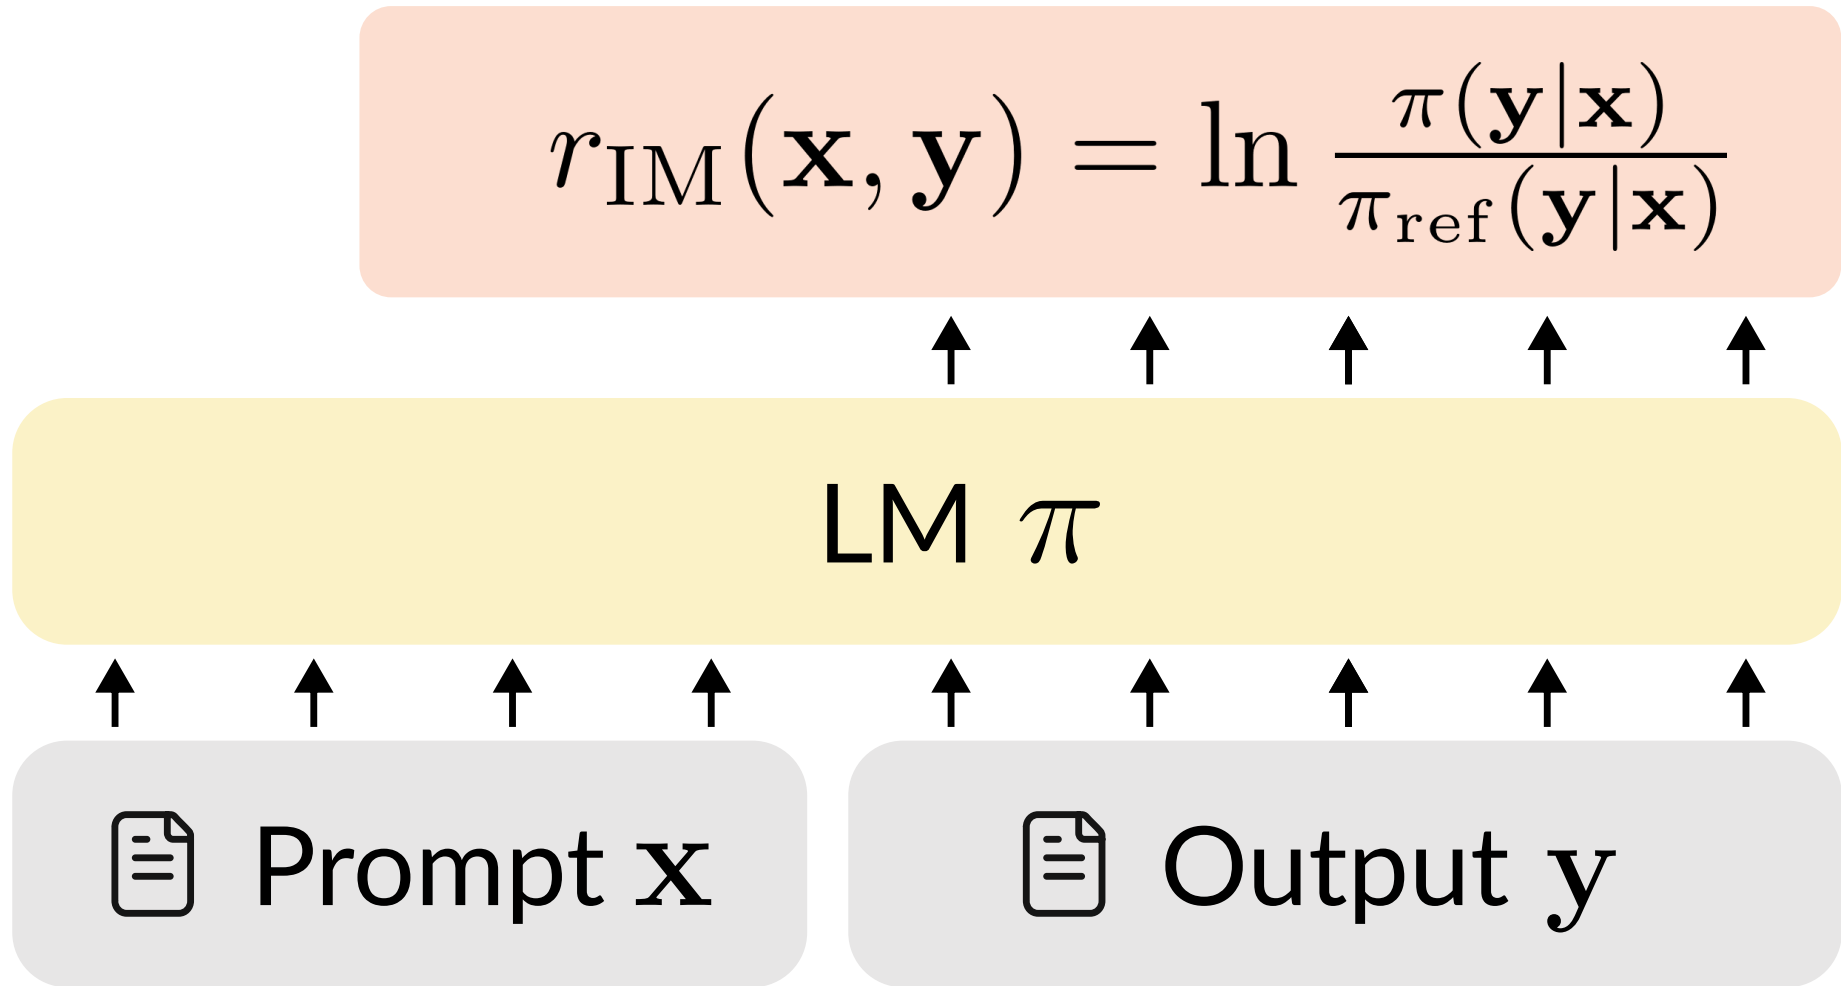 r_IM(x, y) = ln π(y|x) / π_ref(y|x)
LM π
Prompt x
Output y